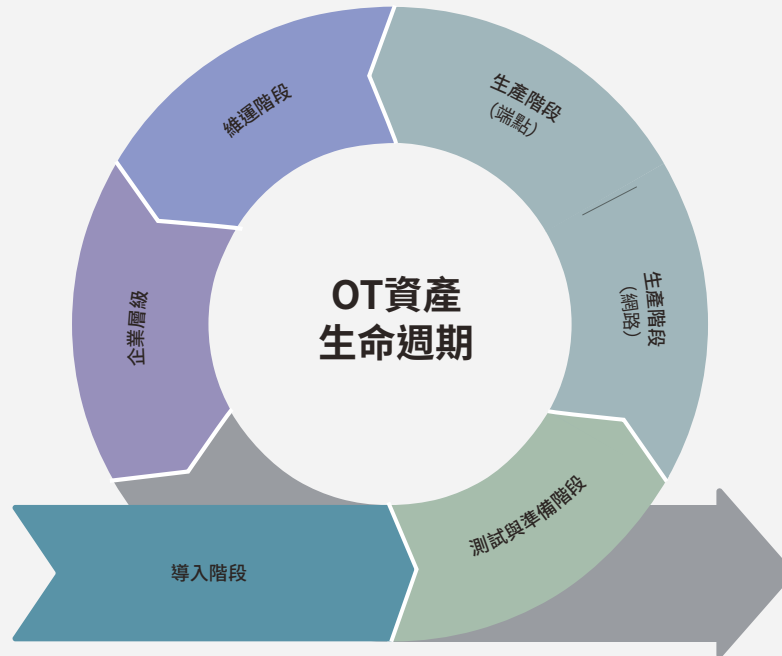 維運階段
生產階段
（端點）
企業層級
OT資產
生命週期
生產階段
（網路）
測試與準備階段
導入階段